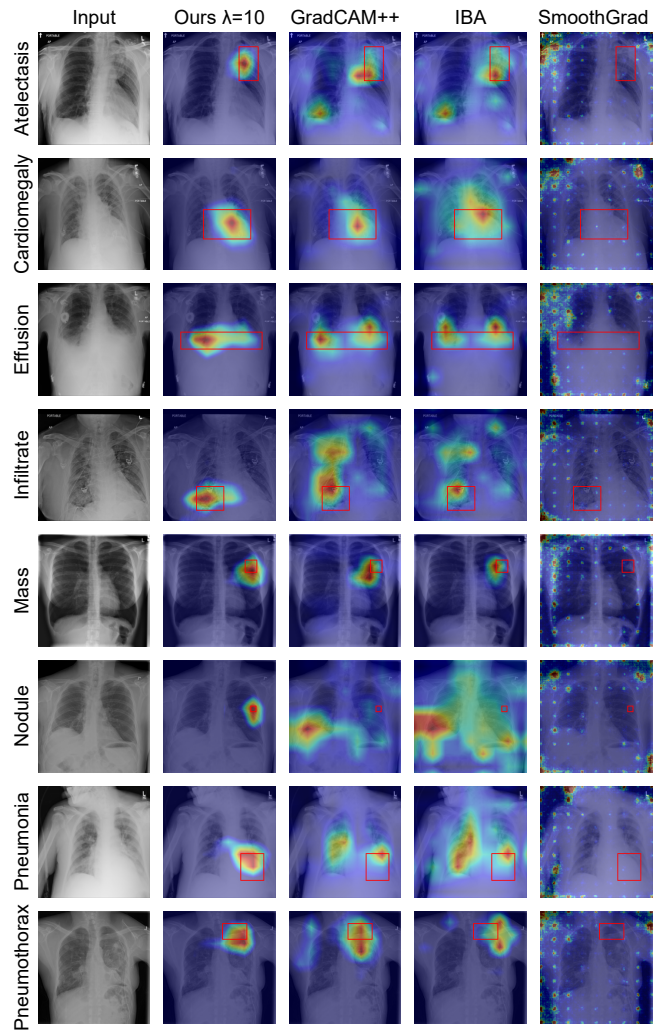 Input Ours λ=10 GradCAM++ IBA SmoothGrad
Atelectasis
Cardiomegaly
Effusion
Infiltrate
Mass
Nodule
Pneumonia
Pneumothorax